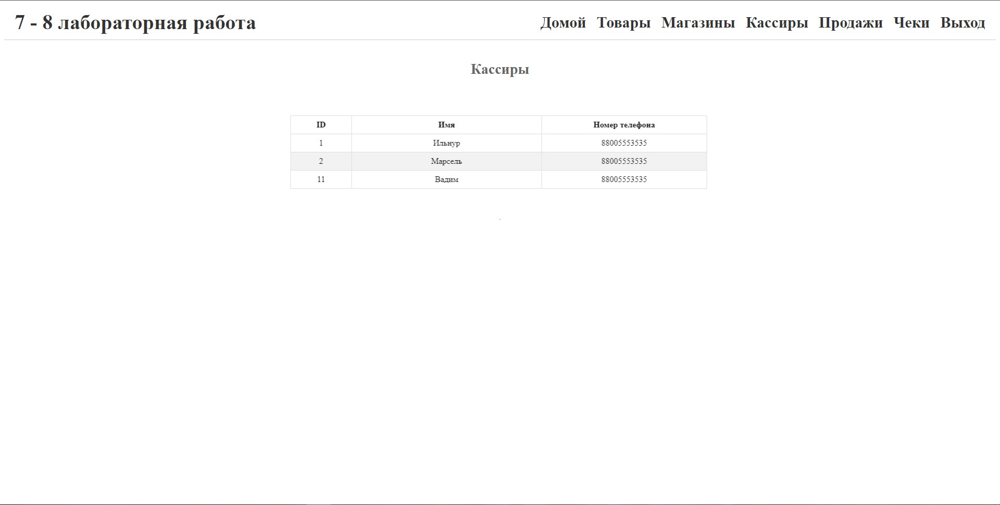 7 - 8 лабораторная работа
Домой Товары Магазины Кассиры Продажи Чеки Выход
Кассиры
ID Имя Номер телефона
1 Ильнур 88005553535
2 Марсель 88005553535
11 Вадим 88005553535